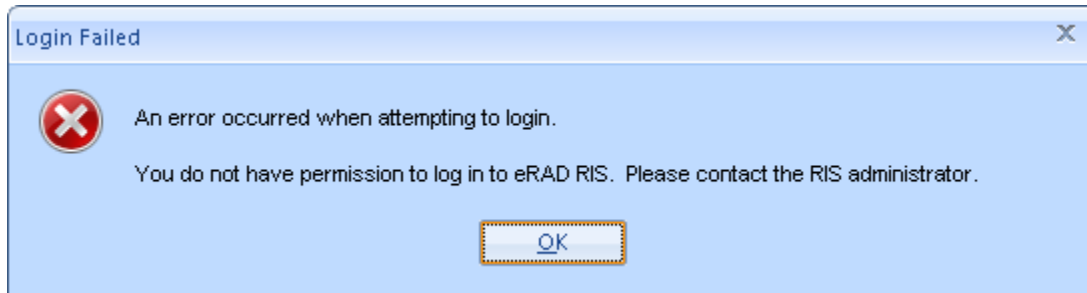 Login Failed
An error occurred when attempting to login.
You do not have permission to log in to eRAD RIS.  Please contact the RIS administrator.
OK